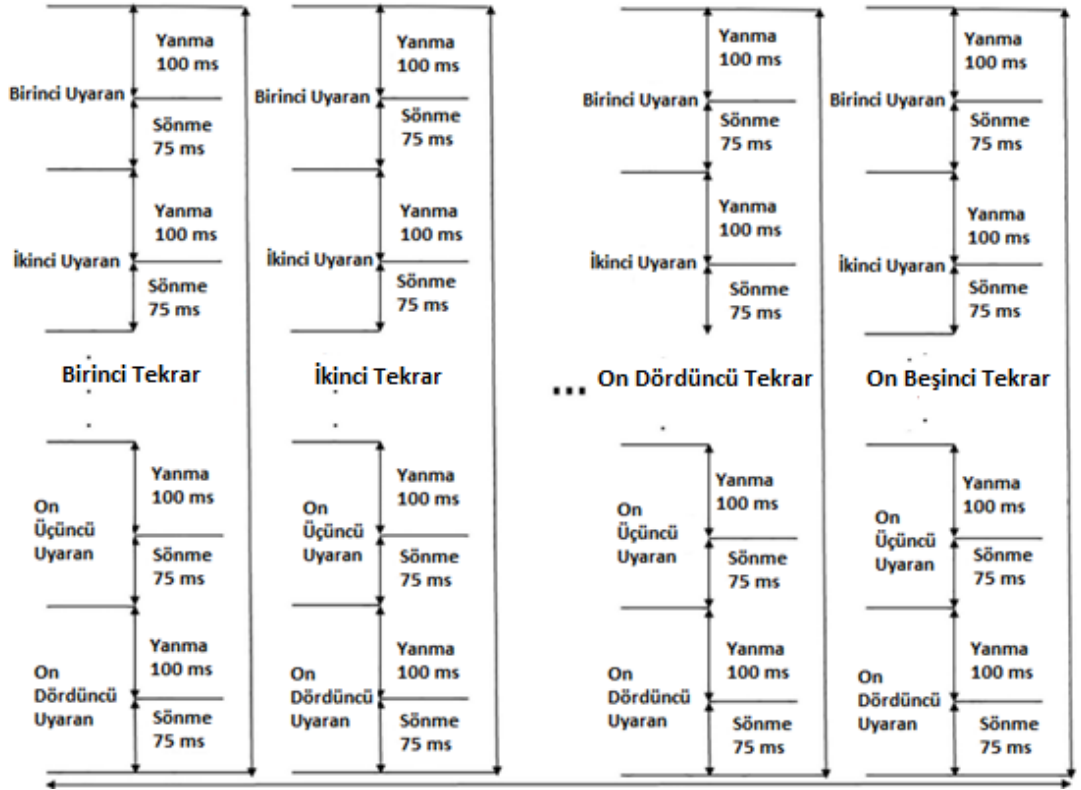 Yanma
100 ms
Birinci Uyaran
Sönme
75 ms
Yanma
100 ms
İkinci Uyaran
Sönme
75 ms
Birinci Tekrar
Yanma
100 ms
On
Üçüncü
Uyaran
Sönme
75 ms
Yanma
100 ms
On
Dördüncü
Uyaran
Sönme
75 ms
Yanma
100 ms
Birinci Uyaran
Sönme
75 ms
Yanma
100 ms
İkinci Uyaran
Sönme
75 ms
İkinci Tekrar
Yanma
100 ms
On
Üçüncü
Uyaran
Sönme
75 ms
Yanma
100 ms
On
Dördüncü
Uyaran
Sönme
75 ms
...
Yanma
100 ms
Birinci Uyaran
Sönme
75 ms
Yanma
100 ms
İkinci Uyaran
Sönme
75 ms
On Dördüncü Tekrar
Yanma
100 ms
On
Üçüncü
Uyaran
Sönme
75 ms
Yanma
100 ms
On
Dördüncü
Uyaran
Sönme
75 ms
Yanma
100 ms
Birinci Uyaran
Sönme
75 ms
Yanma
100 ms
İkinci Uyaran
Sönme
75 ms
On Beşinci Tekrar
Yanma
100 ms
On
Üçüncü
Uyaran
Sönme
75 ms
Yanma
100 ms
On
Dördüncü
Uyaran
Sönme
75 ms